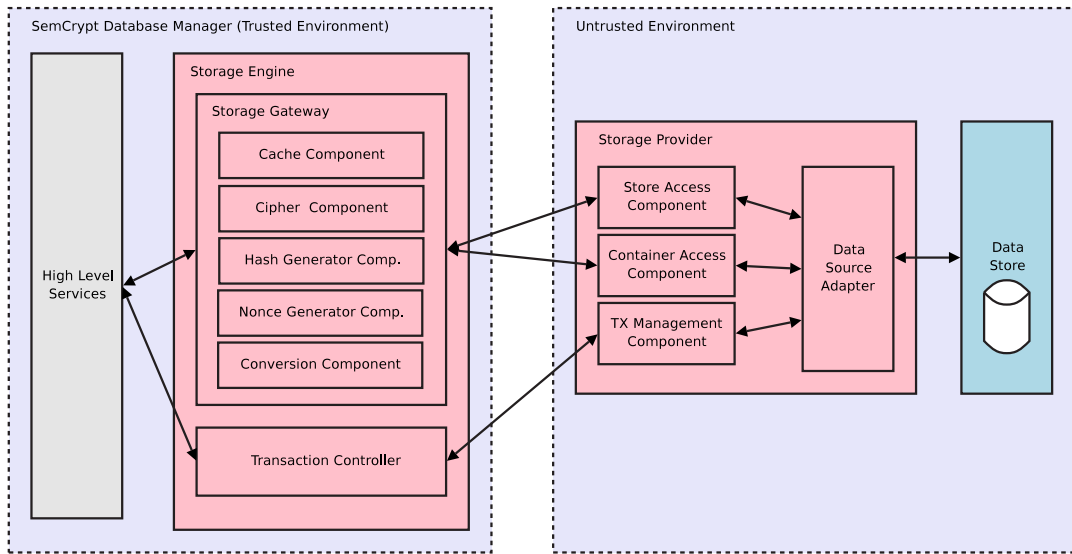 SemCrypt Database Manager (Trusted Environment)
High Level
Services
Storage Engine
Storage Gateway
Cache Component
Cipher Component
Hash Generator Comp.
Nonce Generator Comp.
Conversion Component
Transaction Controller
Untrusted Environment
Storage Provider
Store Access
Component
Container Access
Component
TX Management
Component
Data
Source
Adapter
Data
Store